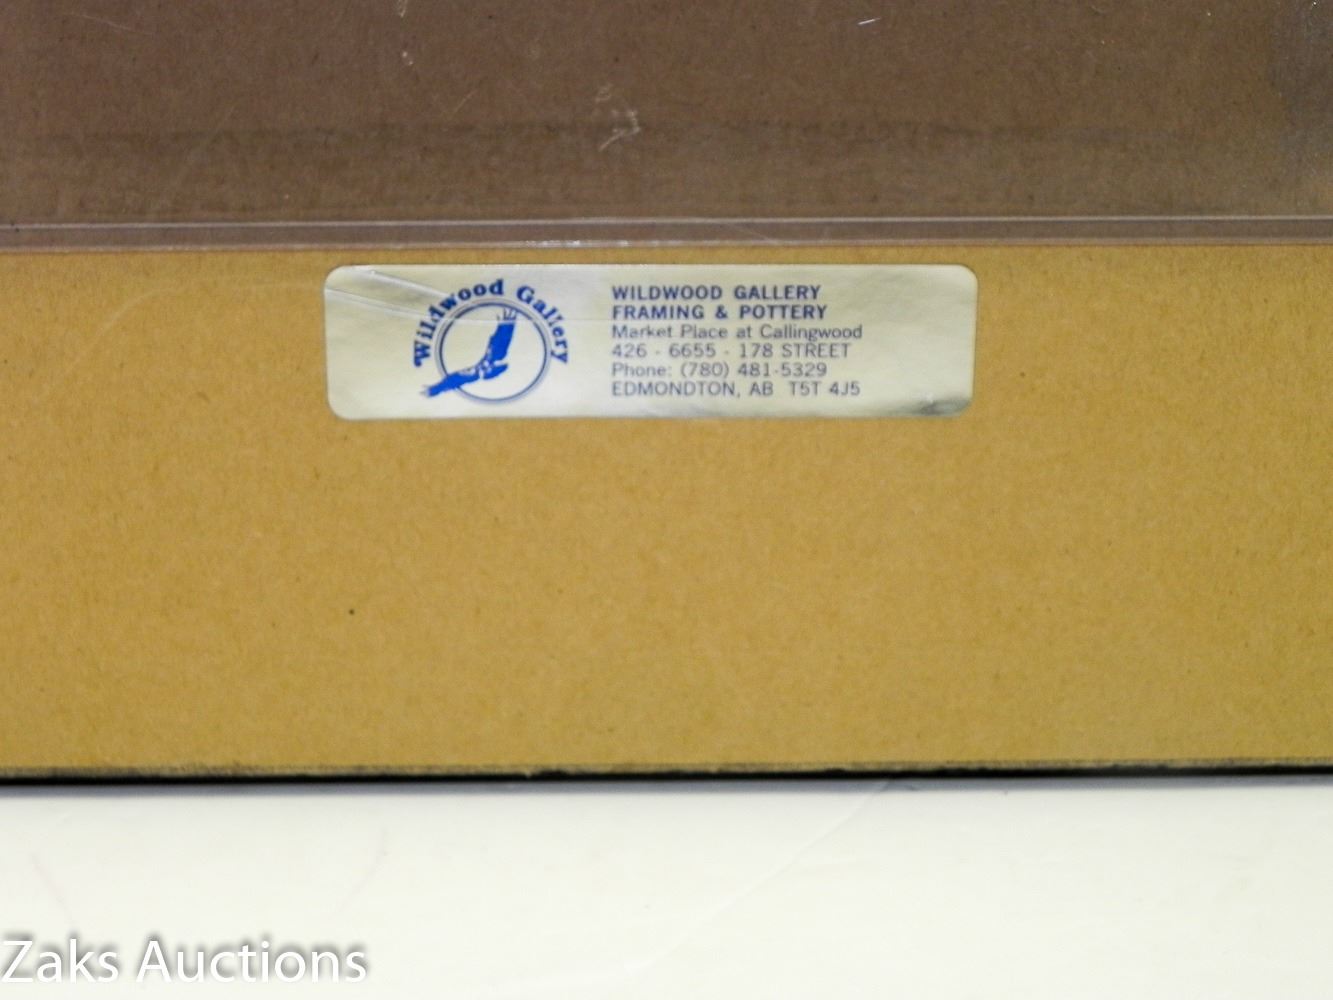 Wildwood Gallery
WILDWOOD GALLERY
FRAMING & POTTERY
Market Place at Callingwood
426 - 6655 - 178 STREET
Phone: (780) 481-5329
EDMONDTON, AB T5T 4J5
Zaks Auctions